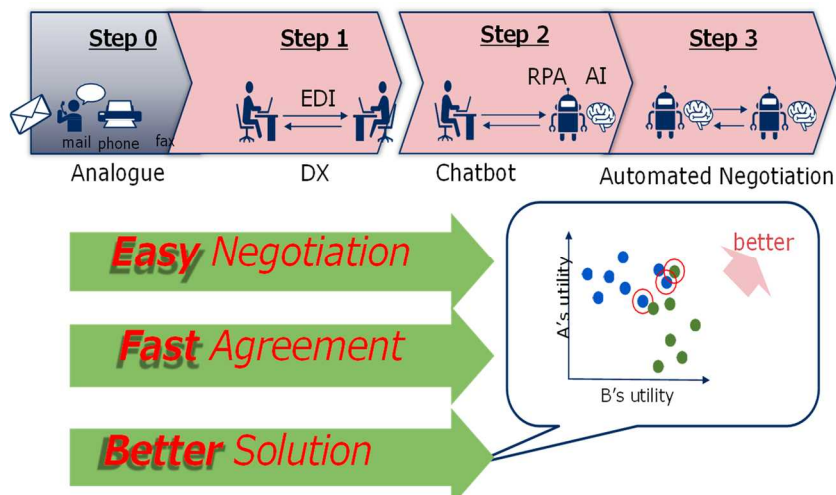 Step 0
Step 1
Step 2
Step 3
RPA AI
EDI
mail phone fax
Analogue
DX
Chatbot
Automated Negotiation
Easy Negotiation
Fast Agreement
Better Solution
better
A's utility
B's utility